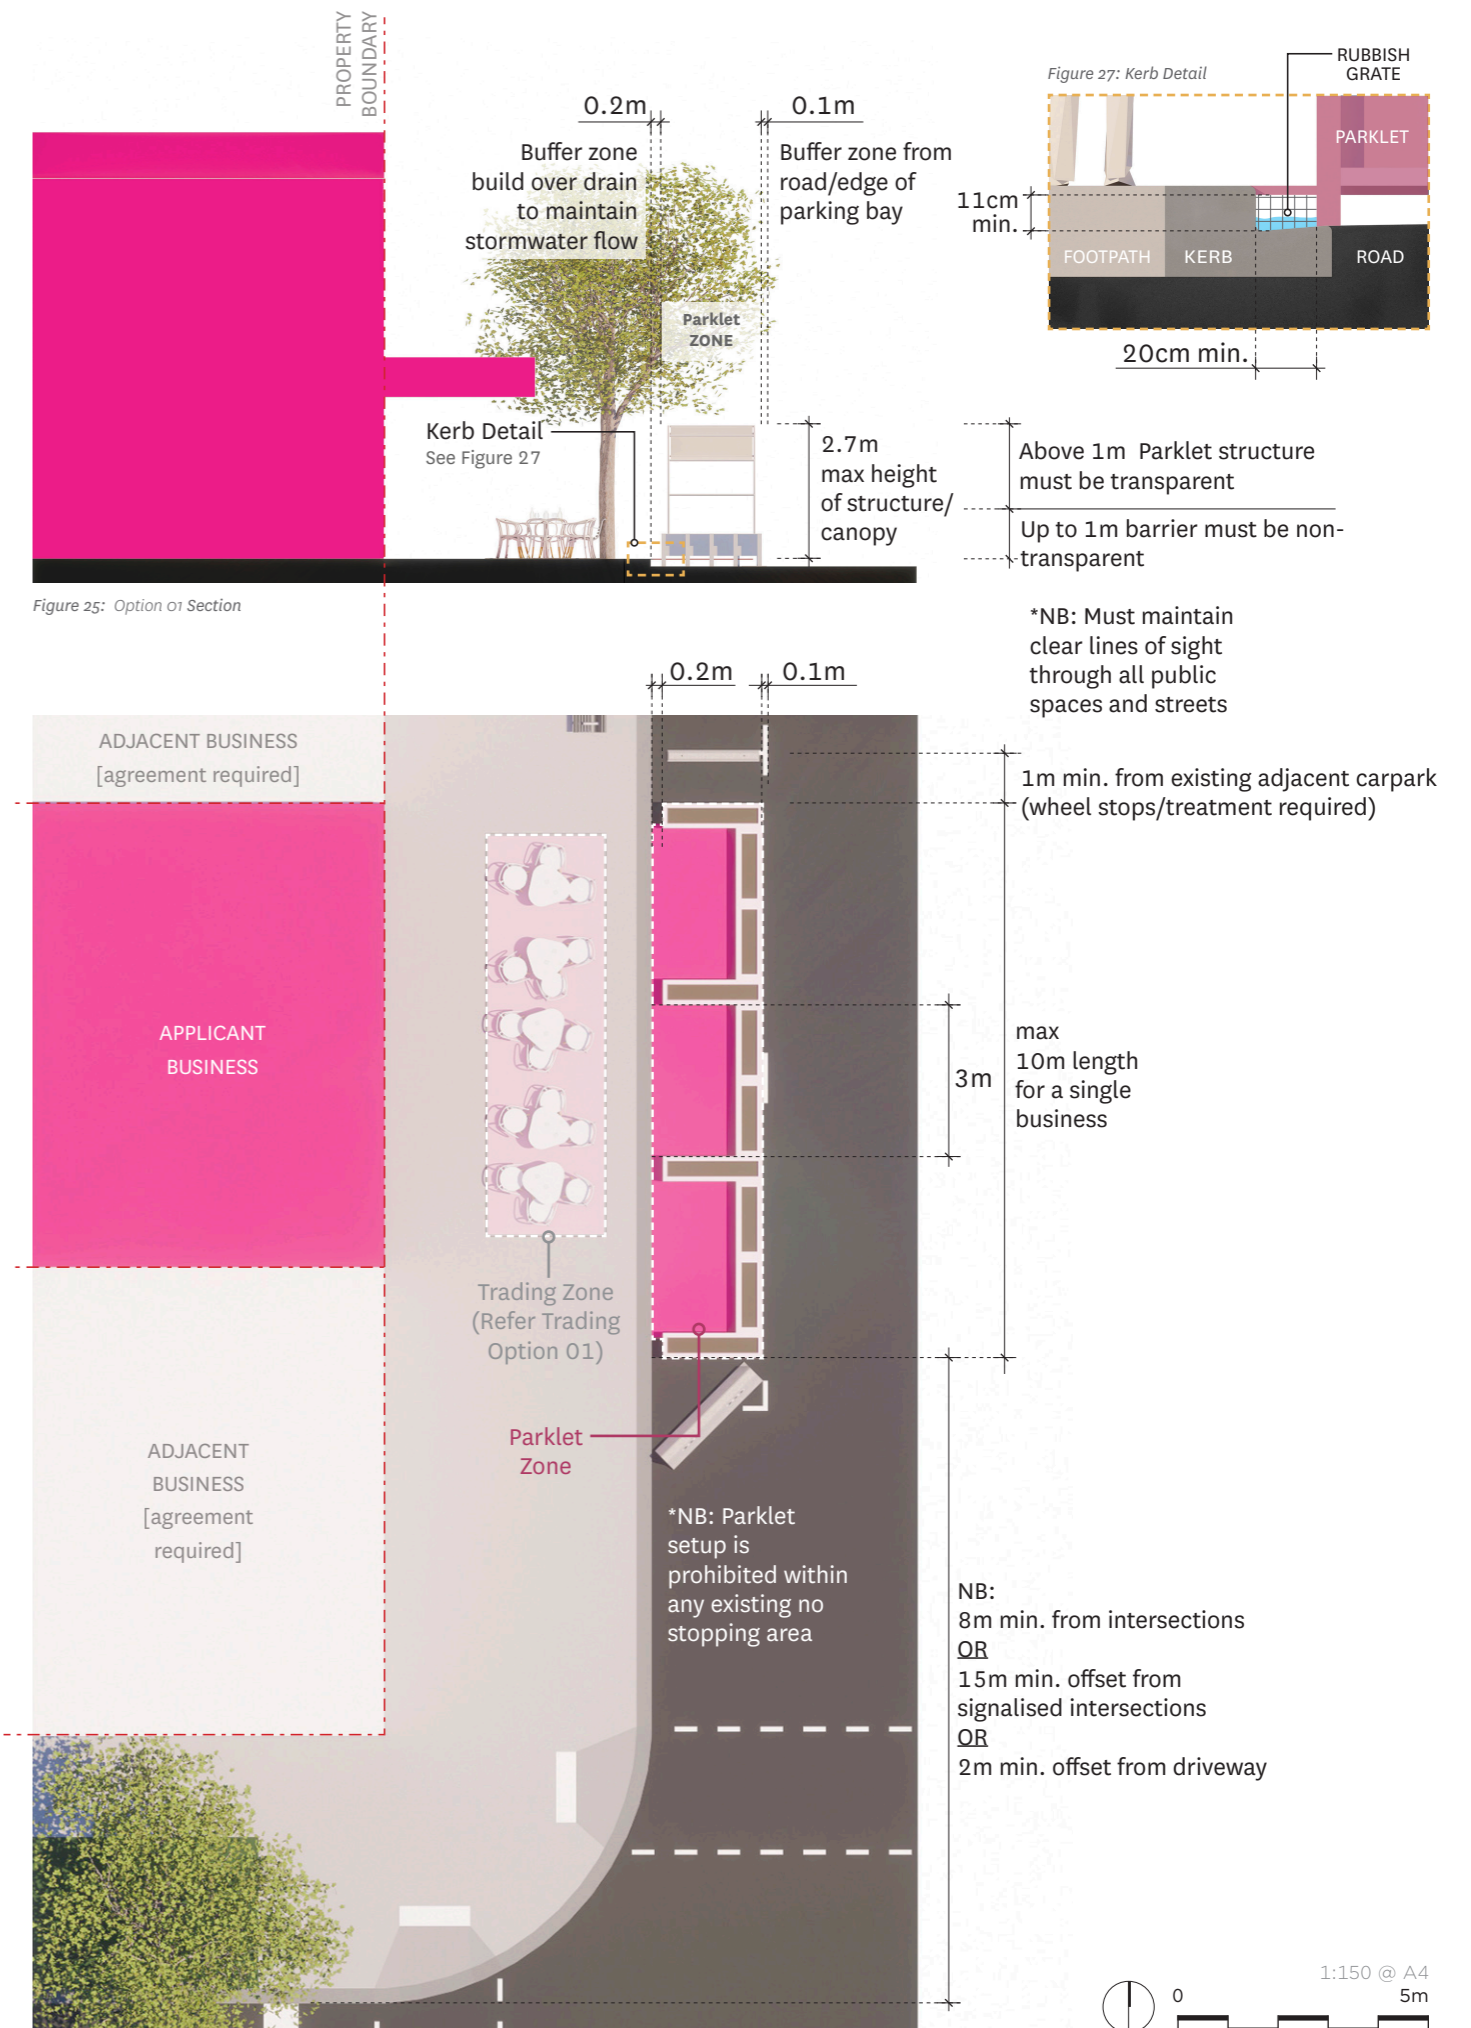 PROPERTY
BOUNDARY
0.2m
0.1m
Buffer zone
build over drain
to maintain
stormwater flow
Buffer zone from
road/edge of
parking bay
Parklet
ZONE
Kerb Detail
See Figure 27
2.7m
max height
of structure/
canopy
Figure 27: Kerb Detail
RUBBISH
GRATE
PARKLET
11cm
min.
FOOTPATH
KERB
ROAD
20cm min.
Above 1m Parklet structure
must be transparent
Up to 1m barrier must be non-
transparent
*NB: Must maintain
clear lines of sight
through all public
spaces and streets
Figure 25: Option 01 Section
0.2m
0.1m
ADJACENT BUSINESS
[agreement required]
1m min. from existing adjacent carpark
(wheel stops/treatment required)
APPLICANT
BUSINESS
3m
max
10m length
for a single
business
Trading Zone
(Refer Trading
Option 01)
Parklet
Zone
ADJACENT
BUSINESS
[agreement
required]
*NB: Parklet
setup is
prohibited within
any existing no
stopping area
NB:
8m min. from intersections
OR
15m min. offset from
signalised intersections
OR
2m min. offset from driveway
1:150 @ A4
0
5m